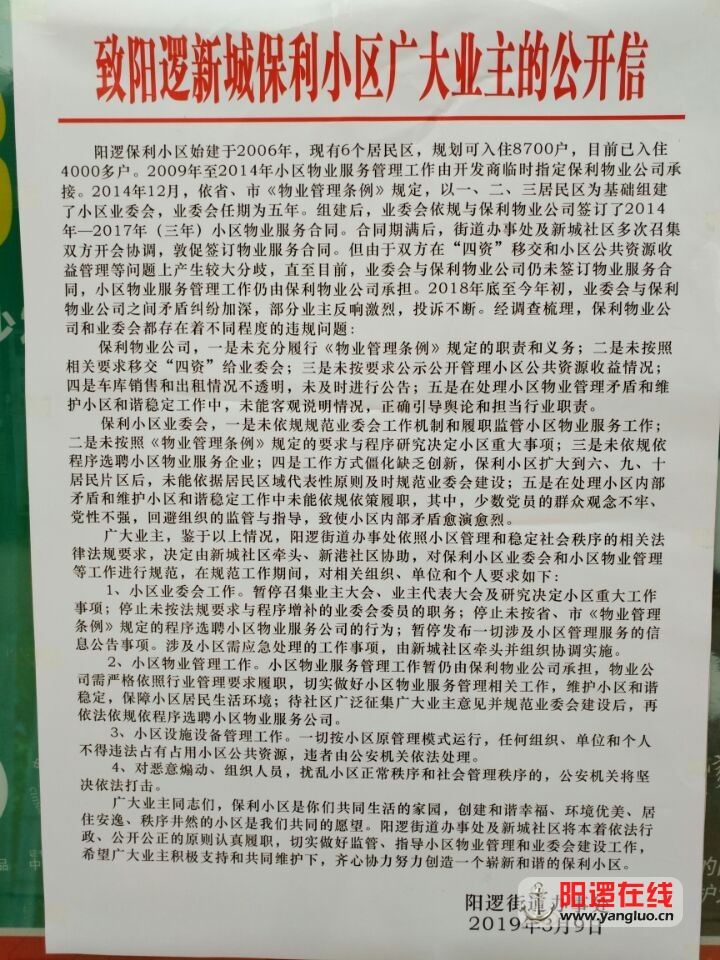 致阳逻新城保利小区广大业主的公开信
阳逻保利小区始建于2006年，现有6个居民区，规划可入住8700户，目前已入住
4000多户。2009年至2014年小区物业服务管理工作由开发商临时指定保利物业公司承
接。2014年12月，依省、市《物业管理条例》规定，以一、二、三居民区为基础组建
了小区业委会，业委会任期为五年。组建后，业委会依规与保利物业公司签订了2014
年—2017年（三年）小区物业服务合同。合同期满后，街道办事处及新城社区多次召集
双方开会协调，敦促签订物业服务合同。但由于双方在“四资”移交和小区公共资源收
益管理等问题上产生较大分歧，直至目前，业委会与保利物业公司仍未签订物业服务合
同，小区物业服务管理工作仍由保利物业公司承担。2018年底至今年初，业委会与保利
物业公司之间矛盾纠纷加深，部分业主反响激烈，投诉不断。经调查梳理，保利物业公
司和业委会都存在着不同程度的违规问题：
保利物业公司，一是未充分履行《物业管理条例》规定的职责和义务；二是未按照
相关要求移交“四资”给业委会；三是未按要求公示公开管理小区公共资源收益情况；
四是车库销售和出租情况不透明，未及时进行公告；五是在处理小区物业管理矛盾和维
护小区和谐稳定工作中，未能客观说明情况，正确引导舆论和担当行业职责。
保利小区业委会，一是未依规规范业委会工作机制和履职监管小区物业服务工作；
二是未按照《物业管理条例》规定的要求与程序研究决定小区重大事项；三是未依规依
程序选聘小区物业服务企业；四是工作方式僵化缺乏创新，保利小区扩大到六、九、十
居民片区后，未能依据居民区域代表性原则及时规范业委会建设；五是在处理小区内部
矛盾和维护小区和谐稳定工作中未能依规依策履职，其中，少数党员的群众观念不牢、
党性不强，回避组织的监管与指导，致使小区内部矛盾愈演愈烈。
广大业主，鉴于以上情况，阳逻街道办事处依照小区管理和稳定社会秩序的相关法
律法规要求，决定由新城社区牵头、新港社区协助，对保利小区业委会和小区物业管理
等工作进行规范，在规范工作期间，对相关组织、单位和个人要求如下：
1、小区业委会工作。暂停召集业主大会、业主代表大会及研究决定小区重大工作
事项；停止未按法规要求与程序增补的业委会委员的职务；停止未按省、市《物业管理
条例》规定的程序选聘小区物业服务公司的行为；暂停发布一切涉及小区管理服务的信
息公告事项。涉及小区需应急处理的工作事项，由新城社区牵头并组织协调实施。
2、小区物业管理工作。小区物业服务管理工作暂仍由保利物业公司承担，物业公
司需严格依照行业管理要求履职，切实做好小区物业服务管理相关工作，维护小区和谐
稳定，保障小区居民生活环境；待社区广泛征集广大业主意见并规范业委会建设后，再
依法依规依程序选聘小区物业服务公司。
3、小区设施设备管理工作。一切按小区原管理模式运行，任何组织、单位和个人
不得违法占有占用小区公共资源，违者由公安机关依法处理。
4、对恶意煽动、组织人员，扰乱小区正常秩序和社会管理秩序的，公安机关将坚
决依法打击。
广大业主同志们，保利小区是你们共同生活的家园，创建和谐幸福、环境优美、居
住安逸、秩序井然的小区是我们共同的愿望。阳逻街道办事处及新城社区将本着依法行
政、公开公正的原则认真履职，切实做好监管、指导小区物业管理和业委会建设工作，
希望广大业主积极支持和共同维护下，齐心协力努力创造一个崭新和谐的保利小区。
阳逻街道办事处
2019年3月9日
阳逻在线
www.yangluo.cn